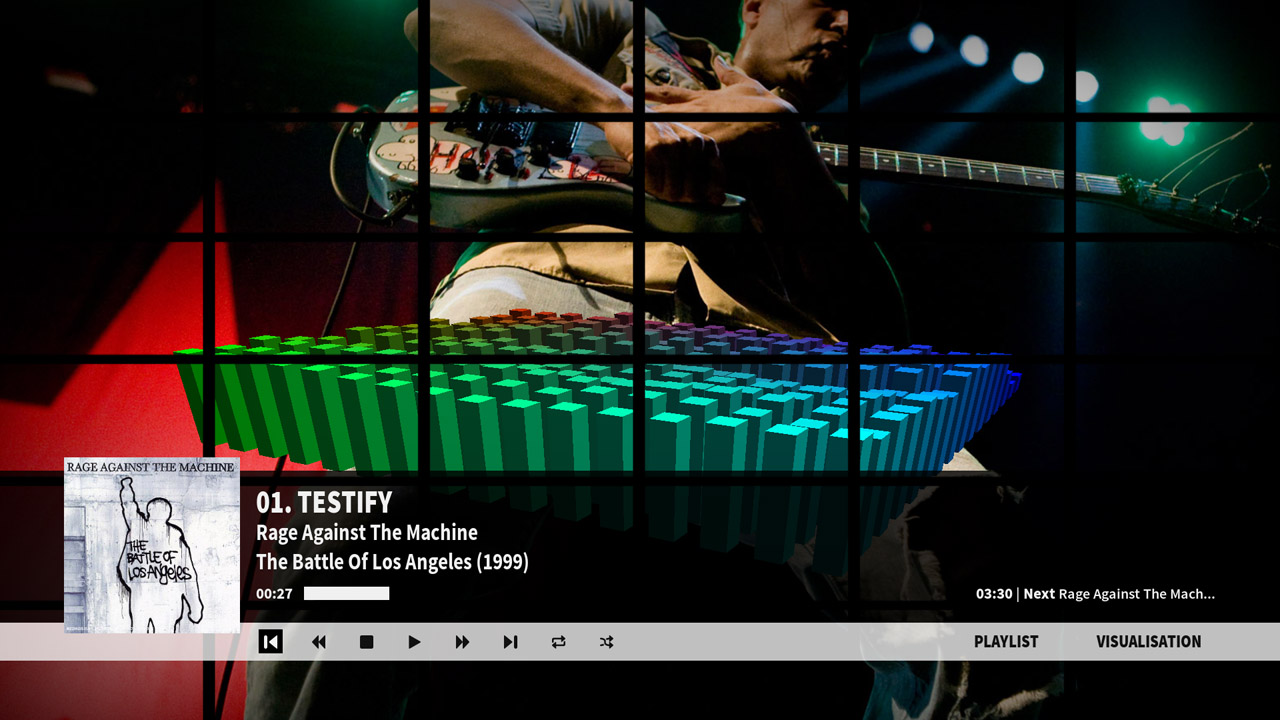 RAGE AGAINST THE MACHINE
THE
BATTLE OF
LOS ANGELES
01. TESTIFY
Rage Against The Machine
The Battle Of Los Angeles (1999)
00:27
03:30 | Next Rage Against The Mach...
PLAYLIST
VISUALISATION